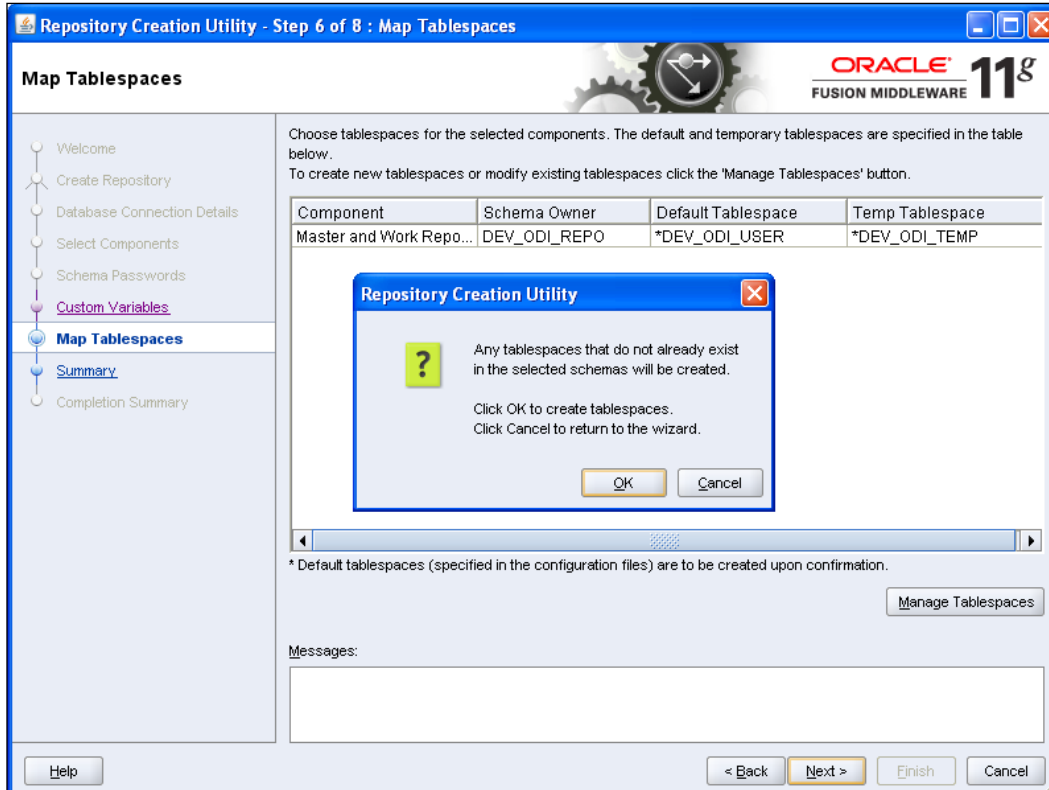 Repository Creation Utility - Step 6 of 8 : Map Tablespaces
Map Tablespaces
ORACLE
FUSION MIDDLEWARE
11g
Welcome
Create Repository
Database Connection Details
Select Components
Schema Passwords
Custom Variables
Map Tablespaces
Summary
Completion Summary
Choose tablespaces for the selected components. The default and temporary tablespaces are specified in the table
below.
To create new tablespaces or modify existing tablespaces click the 'Manage Tablespaces' button.
Component Schema Owner Default Tablespace Temp Tablespace
Master and Work Repo... DEV_ODI_REPO *DEV_ODI_USER *DEV_ODI_TEMP
Repository Creation Utility
?
Any tablespaces that do not already exist
in the selected schemas will be created.
Click OK to create tablespaces.
Click Cancel to return to the wizard.
OK Cancel
* Default tablespaces (specified in the configuration files) are to be created upon confirmation.
Manage Tablespaces
Messages:
Help < Back Next > Finish Cancel